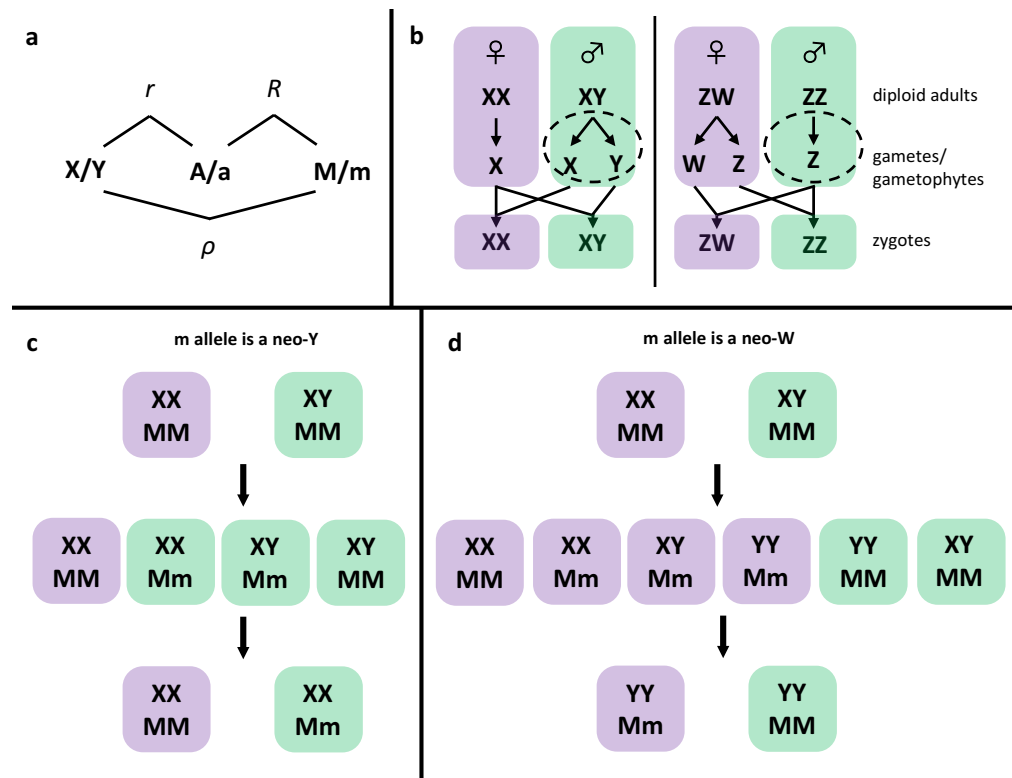 a
r R
X/Y A/a M/m
ρ
b
♀ ♂ ♀ ♂
XX XY ZW ZZ diploid adults
X X Y W Z Z gametes/
gametophytes
XX XY ZW ZZ zygotes
c m allele is a neo-Y
XX XY
MM MM
XX XX XY XY
MM Mm Mm MM
XX XX
MM Mm
d m allele is a neo-W
XX XY
MM MM
XX XX XY YY YY XY
MM Mm Mm Mm MM MM
YY YY
Mm MM